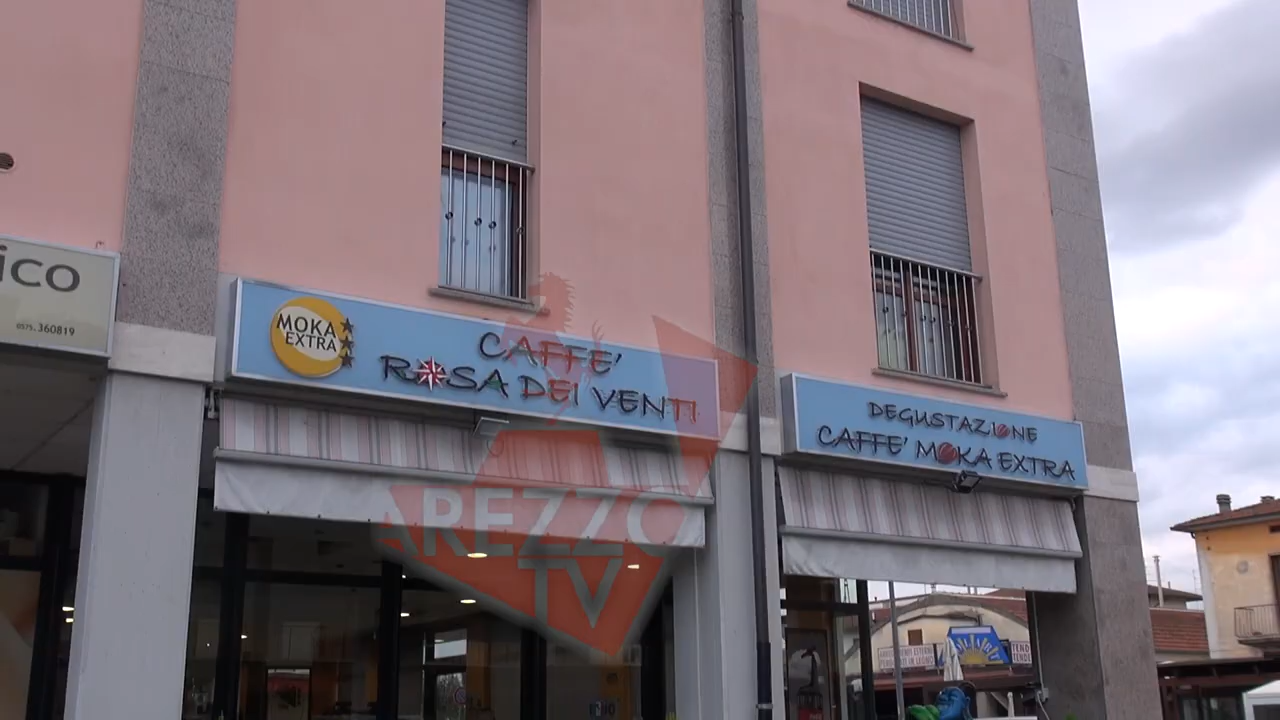 ico
0575. 360819
MOKA
EXTRA
CAFFE'
ROSA DEI VENTI
DEGUSTAZIONE
CAFFE' MOKA EXTRA
AREZZO
TV